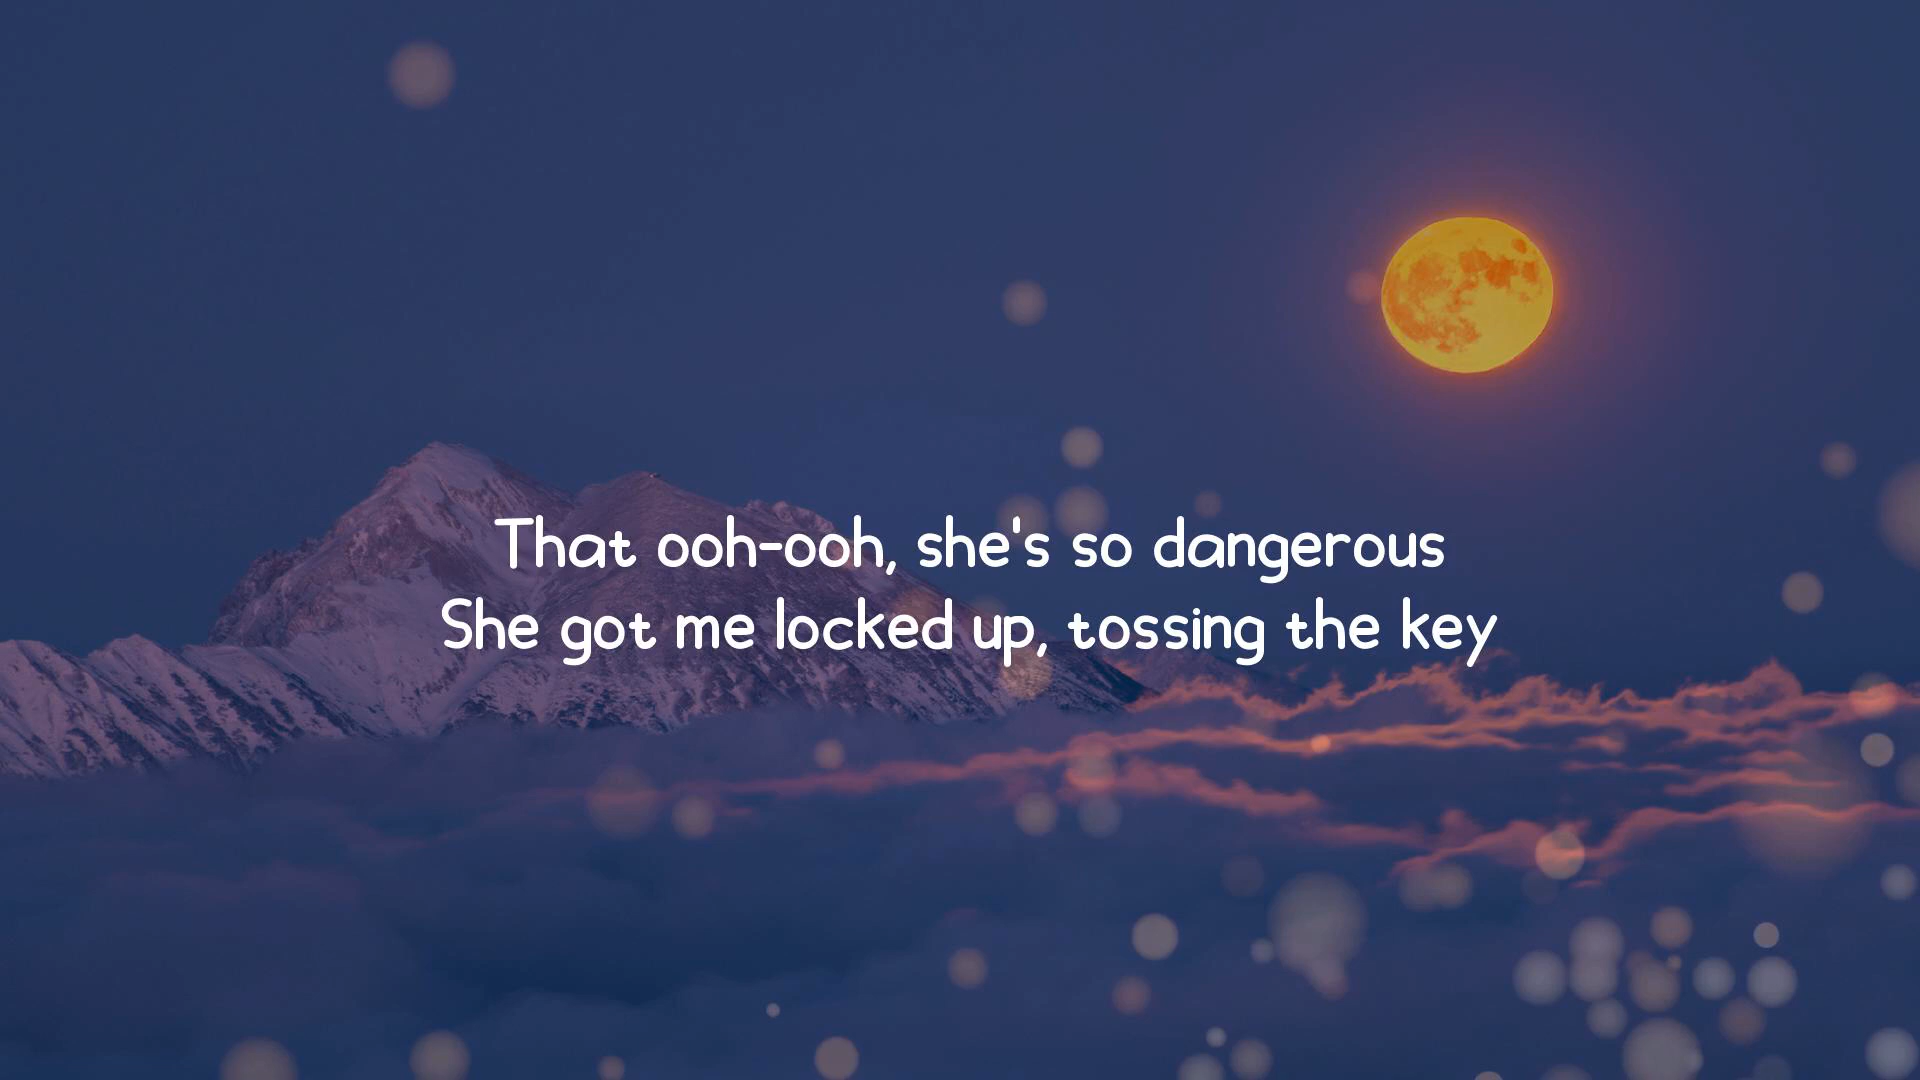 That ooh-ooh, she's so dangerous
She got me locked up, tossing the key